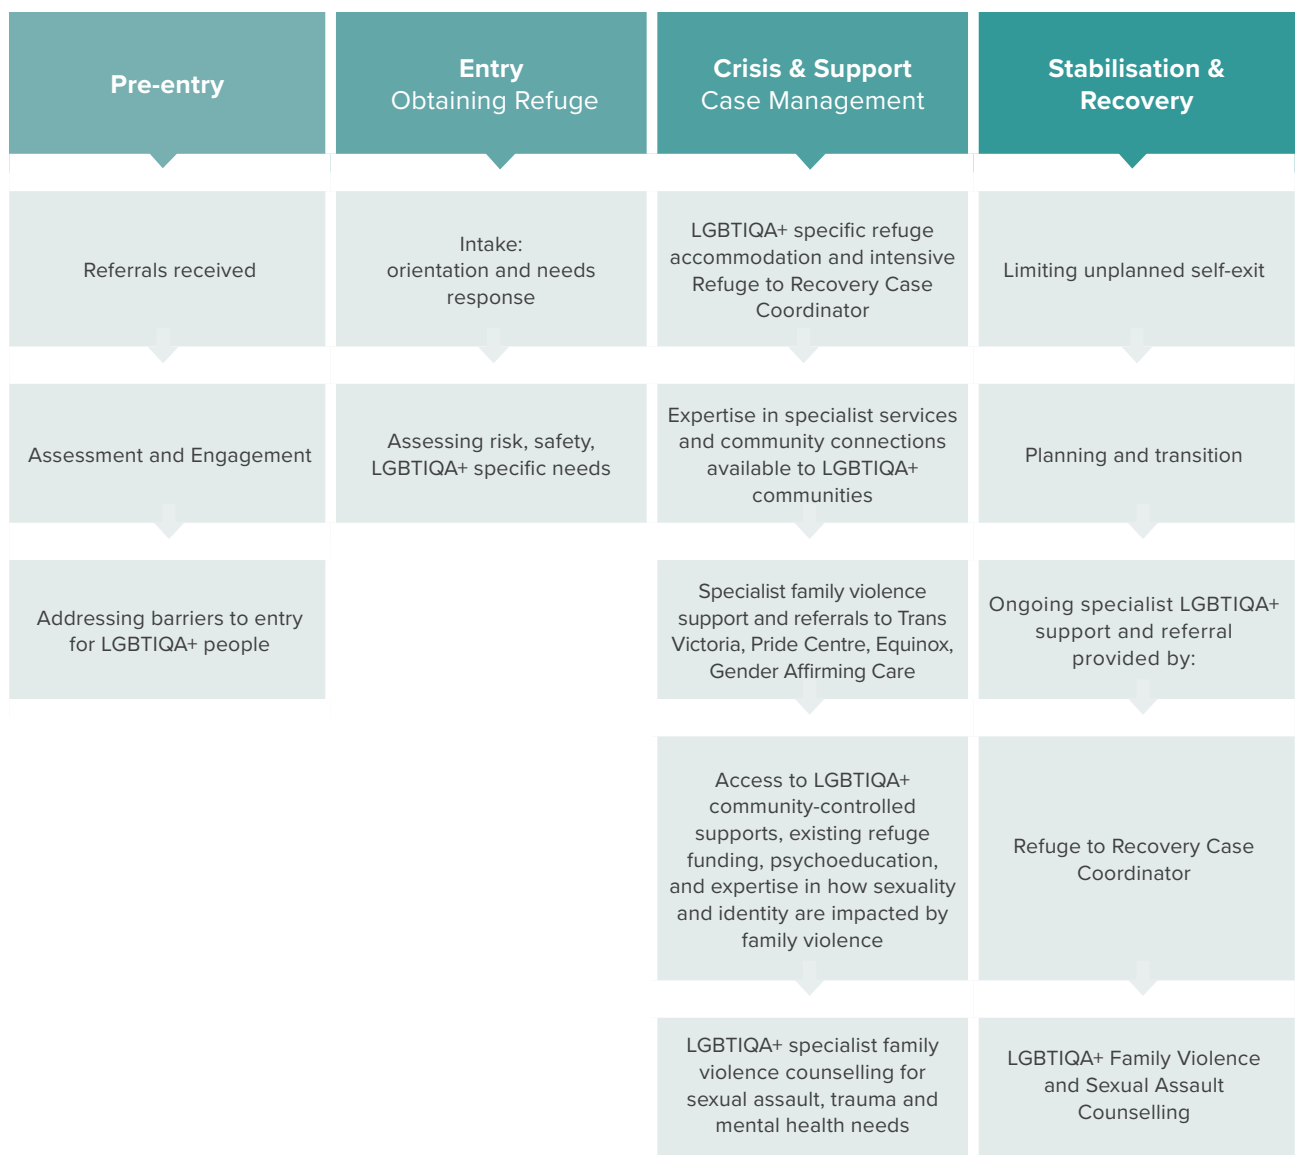 Pre-entry
Entry
Obtaining Refuge
Crisis & Support
Case Management
Stabilisation &
Recovery
Referrals received
Assessment and Engagement
Addressing barriers to entry
for LGBTIQA+ people
Intake:
orientation and needs
response
Assessing risk, safety,
LGBTIQA+ specific needs
LGBTIQA+ specific refuge
accommodation and intensive
Refuge to Recovery Case
Coordinator
Expertise in specialist services
and community connections
available to LGBTIQA+
communities
Specialist family violence
support and referrals to Trans
Victoria, Pride Centre, Equinox,
Gender Affirming Care
Access to LGBTIQA+
community-controlled
supports, existing refuge
funding, psychoeducation,
and expertise in how sexuality
and identity are impacted by
family violence
LGBTIQA+ specialist family
violence counselling for
sexual assault, trauma and
mental health needs
Limiting unplanned self-exit
Planning and transition
Ongoing specialist LGBTIQA+
support and referral
provided by:
Refuge to Recovery Case
Coordinator
LGBTIQA+ Family Violence
and Sexual Assault
Counselling